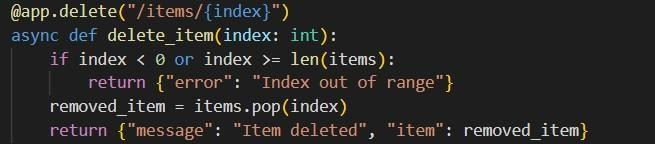 @app.delete("/items/{index}")
async def delete_item(index: int):
    if index < 0 or index >= len(items):
        return {"error": "Index out of range"}
    removed_item = items.pop(index)
    return {"message": "Item deleted", "item": removed_item}